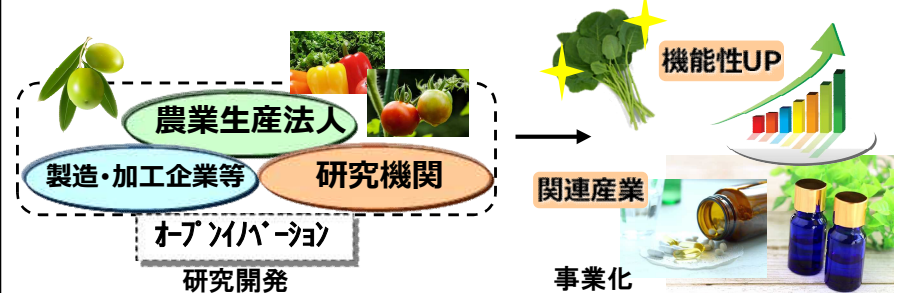 農業生産法人
製造・加工企業等
研究機関
ｵｰﾌﾟﾝｲﾉﾍﾞｰｼｮﾝ
研究開発
機能性UP
関連産業
事業化